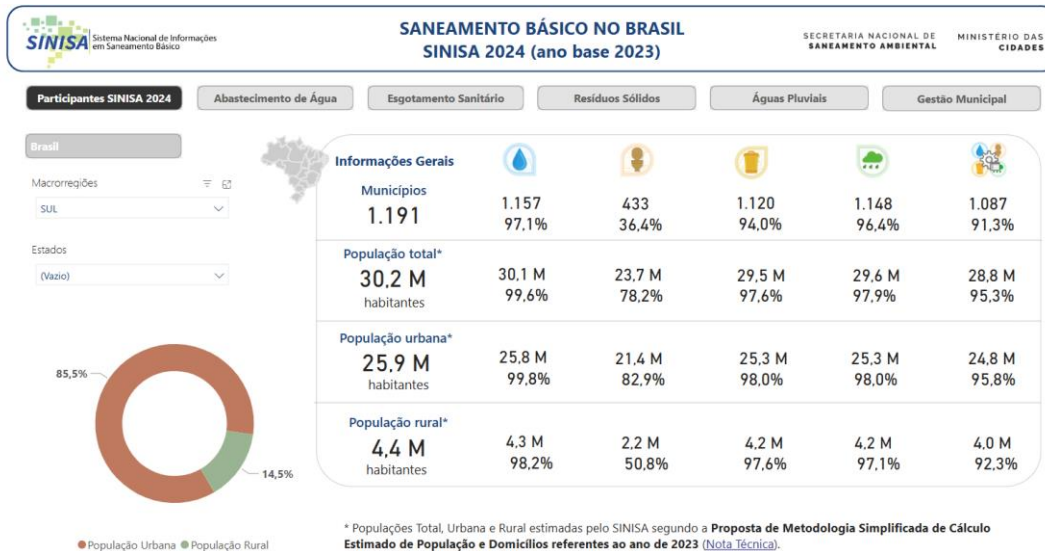 SINISA
Sistema Nacional de Informações
em Saneamento Básico
SANEAMENTO BÁSICO NO BRASIL
SINISA 2024 (ano base 2023)
SECRETARIA NACIONAL DE
SANEAMENTO AMBIENTAL
MINISTÉRIO DAS
CIDADES
Participantes SINISA 2024
Abastecimento de Água
Esgotamento Sanitário
Resíduos Sólidos
Águas Pluviais
Gestão Municipal
Brasil
Macrorregiões
SUL
Estados
(Vazio)
85,5%
14,5%
População Urbana
População Rural
Informações Gerais
Municípios
1.191
1.157 433 1.120 1.148 1.087
97,1% 36,4% 94,0% 96,4% 91,3%
População total*
30,2 M
habitantes
30,1 M 23,7 M 29,5 M 29,6 M 28,8 M
99,6% 78,2% 97,6% 97,9% 95,3%
População urbana*
25,9 M
habitantes
25,8 M 21,4 M 25,3 M 25,3 M 24,8 M
99,8% 82,9% 98,0% 98,0% 95,8%
População rural*
4,4 M
habitantes
4,3 M 2,2 M 4,2 M 4,2 M 4,0 M
98,2% 50,8% 97,6% 97,1% 92,3%
* Populações Total, Urbana e Rural estimadas pelo SINISA segundo a Proposta de Metodologia Simplificada de Cálculo
Estimado de População e Domicílios referentes ao ano de 2023 (Nota Técnica).